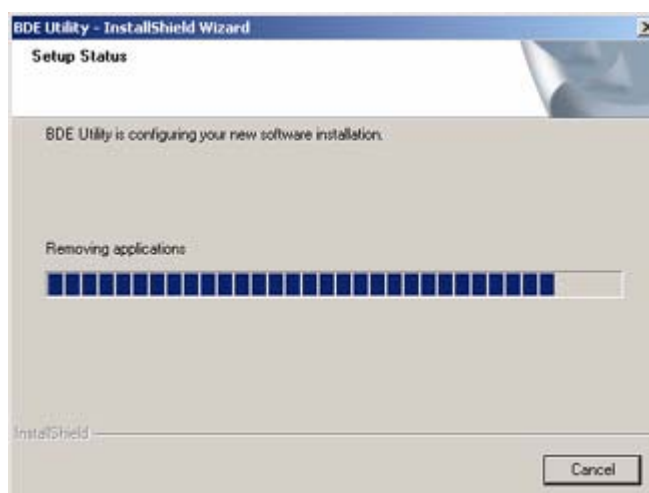 BDE Utility - InstallShield Wizard
Setup Status
BDE Utility is configuring your new software installation.
Removing applications
InstallShield
Cancel